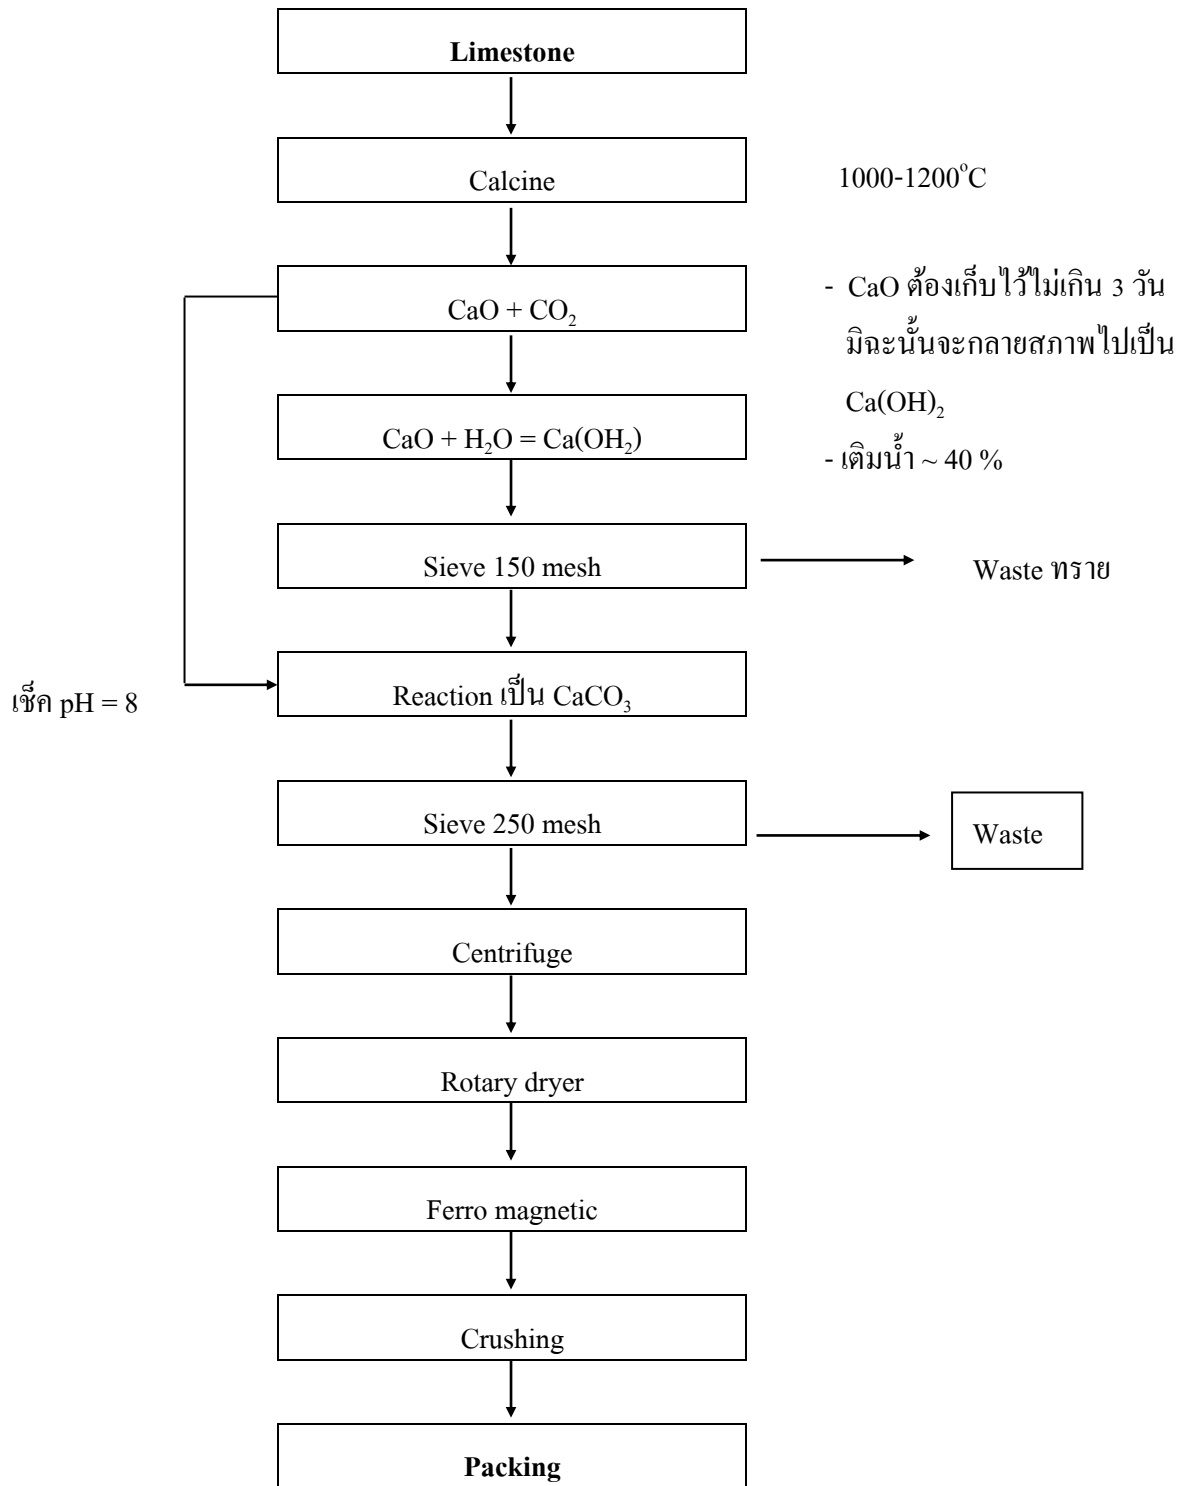 Limestone
Calcine
1000-1200°C
CaO + CO₂
- CaO ต้องเก็บไว้ไม่เกิน 3 วัน
มิฉะนั้นจะกลายสภาพไปเป็น
Ca(OH)₂
CaO + H₂O = Ca(OH₂)
- เติมน้ำ ~ 40 %
Sieve 150 mesh
Waste ทราย
เช็ค pH = 8
Reaction เป็น CaCO₃
Sieve 250 mesh
Waste
Centrifuge
Rotary dryer
Ferro magnetic
Crushing
Packing